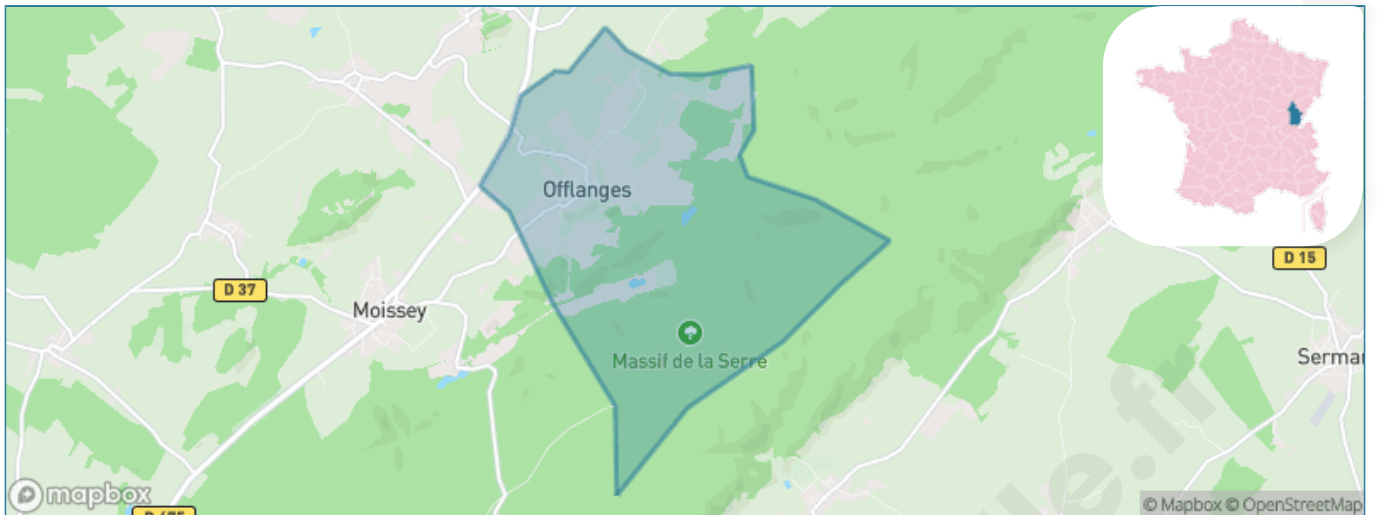 Offlanges
D 15
D 37
Moissey
Massif de la Serre
Serma
mapbox
© Mapbox © OpenStreetMap